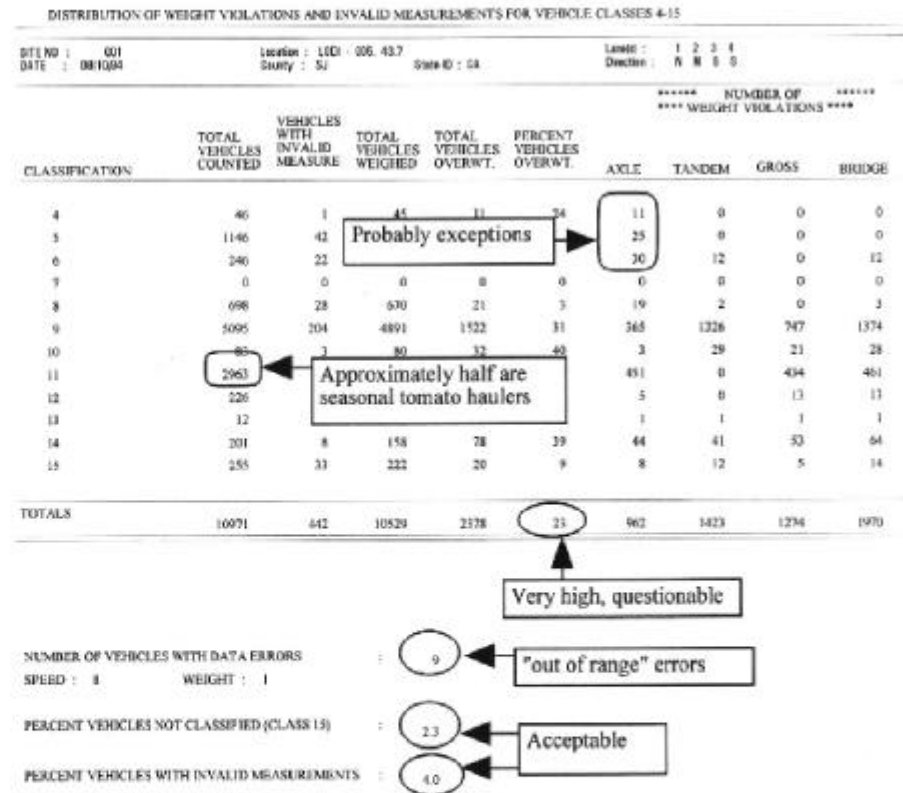 DISTRIBUTION OF WEIGHT VIOLATIONS AND INVALID MEASUREMENTS FOR VEHICLE CLASSES 4-15
SITE NO : 001 Location : LODI - 005. 43.7 LaneId : 1 2 3 4
DATE : 08/10/94 County : SJ State ID : CA Direction : N N S S
****** NUMBER OF ******
**** WEIGHT VIOLATIONS ****
CLASSIFICATION TOTAL VEHICLES COUNTED VEHICLES WITH INVALID MEASURE TOTAL VEHICLES WEIGHED TOTAL VEHICLES OVERWT. PERCENT VEHICLES OVERWT. AXLE TANDEM GROSS BRIDGE
4 46 1 45 11 24 11 0 0 0
5 1146 42 Probably exceptions 25 0 0 0
6 246 22 30 12 0 12
7 0 0 0 0 0 0 0 0 0
8 698 28 670 21 3 19 2 0 3
9 5095 204 4891 1522 31 365 1226 747 1374
10 83 3 80 32 40 3 29 21 28
11 2963 Approximately half are 0 434 461
12 226 seasonal tomato haulers 5 13 13
13 12 1 1 1 1
14 201 8 158 78 39 44 41 53 64
15 255 33 222 20 9 8 12 5 14
TOTALS 10971 442 10529 2378 23 962 1423 1274 1970
Very high, questionable
NUMBER OF VEHICLES WITH DATA ERRORS : 9 "out of range" errors
SPEED : 8 WEIGHT : 1
PERCENT VEHICLES NOT CLASSIFIED (CLASS 15) : 2.3
Acceptable
PERCENT VEHICLES WITH INVALID MEASUREMENTS : 4.0